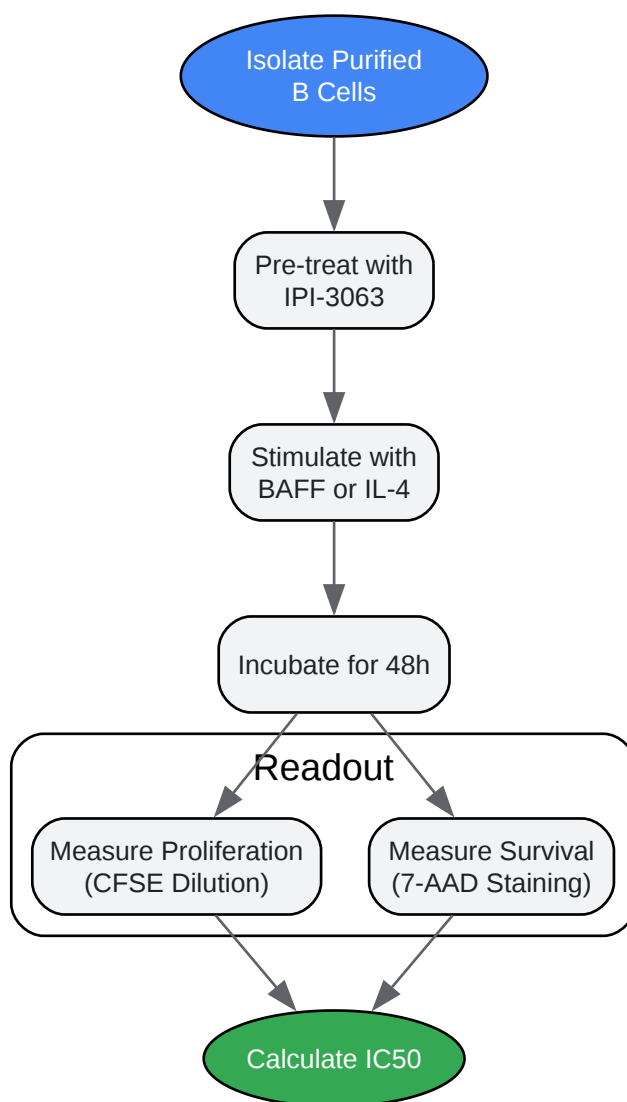 Isolate Purified
B Cells
Pre-treat with
IPI-3063
Stimulate with
BAFF or IL-4
Incubate for 48h
Readout
Measure Proliferation
(CFSE Dilution)
Measure Survival
(7-AAD Staining)
Calculate IC50